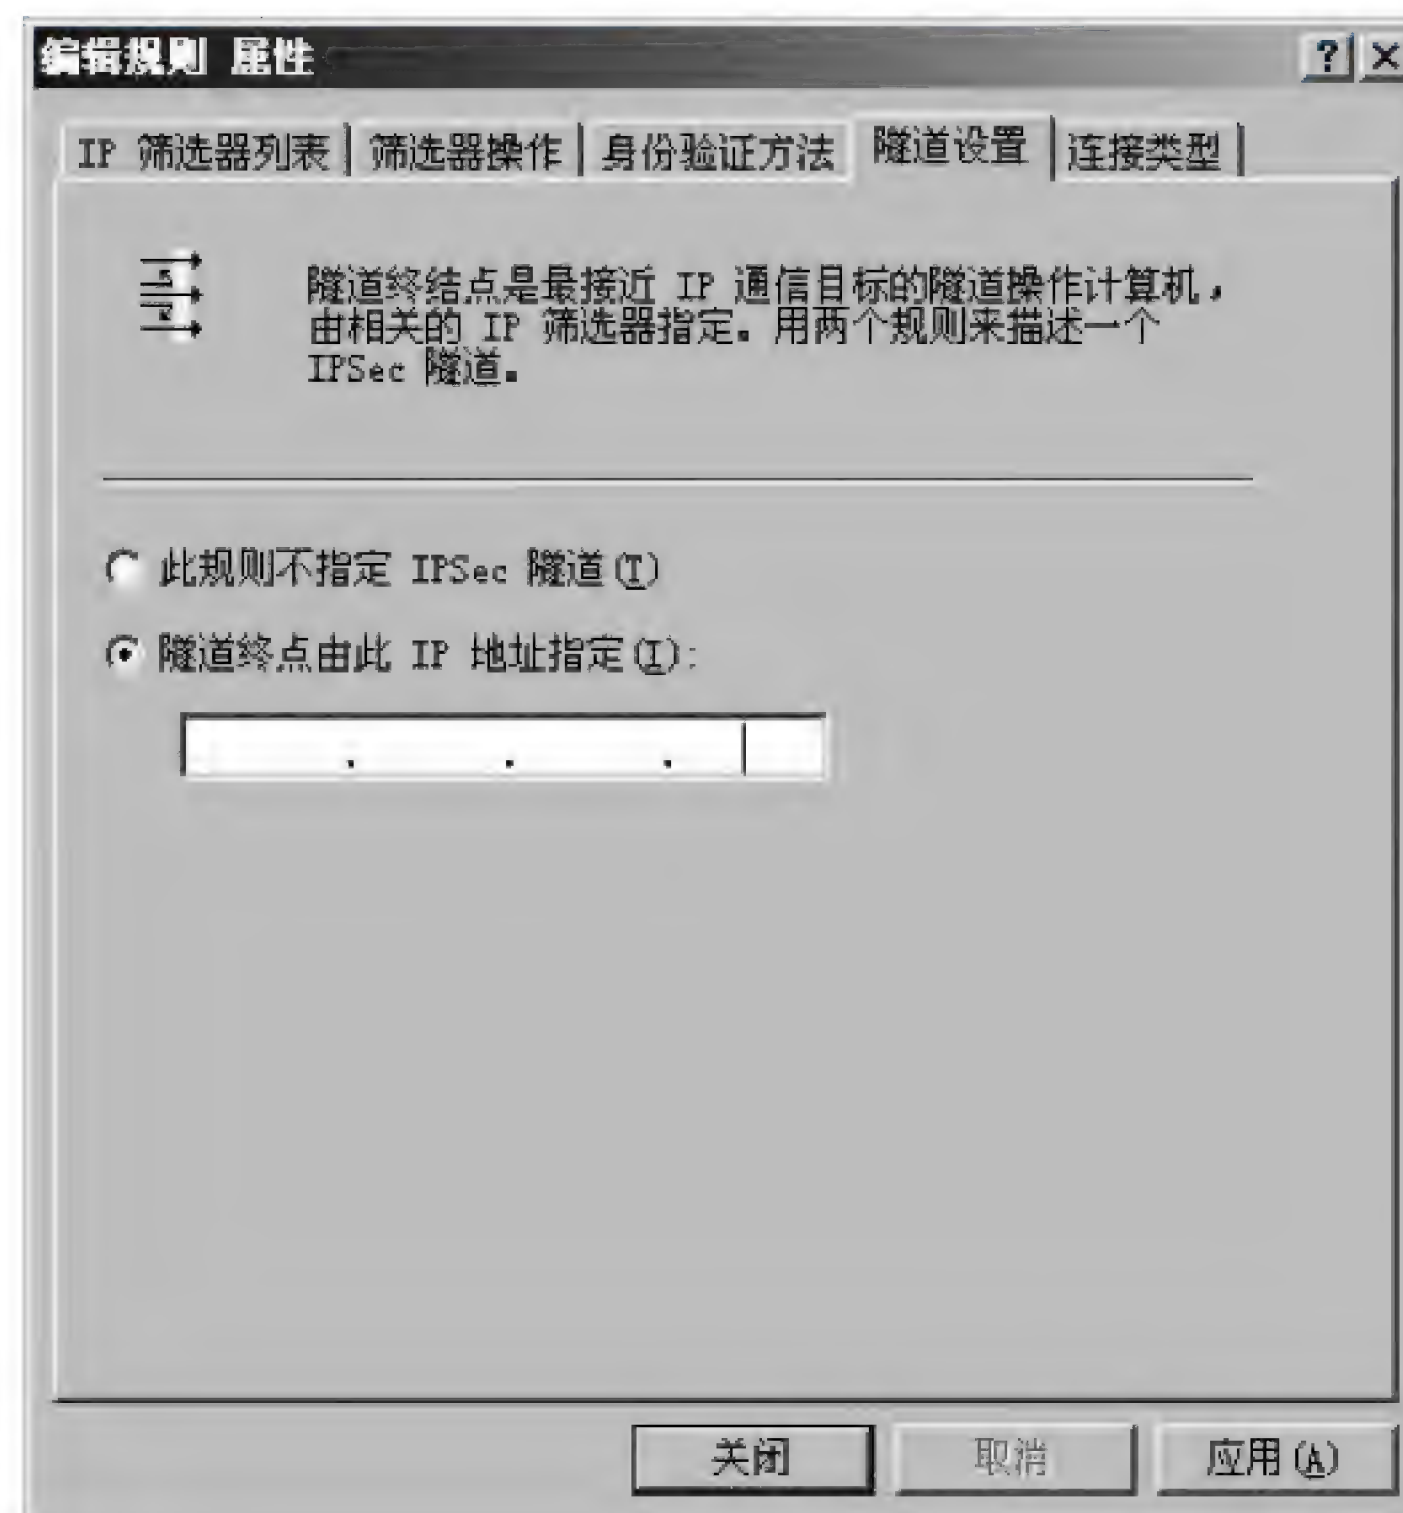 编辑规则 属性
IP 筛选器列表 筛选器操作 身份验证方法 隧道设置 连接类型
隧道终结点是最接近 IP 通信目标的隧道操作计算机，
由相关的 IP 筛选器指定。用两个规则来描述一个
IPSec 隧道。
此规则不指定 IPSec 隧道(T)
隧道终点由此 IP 地址指定(I):
. . .
关闭 取消 应用(A)